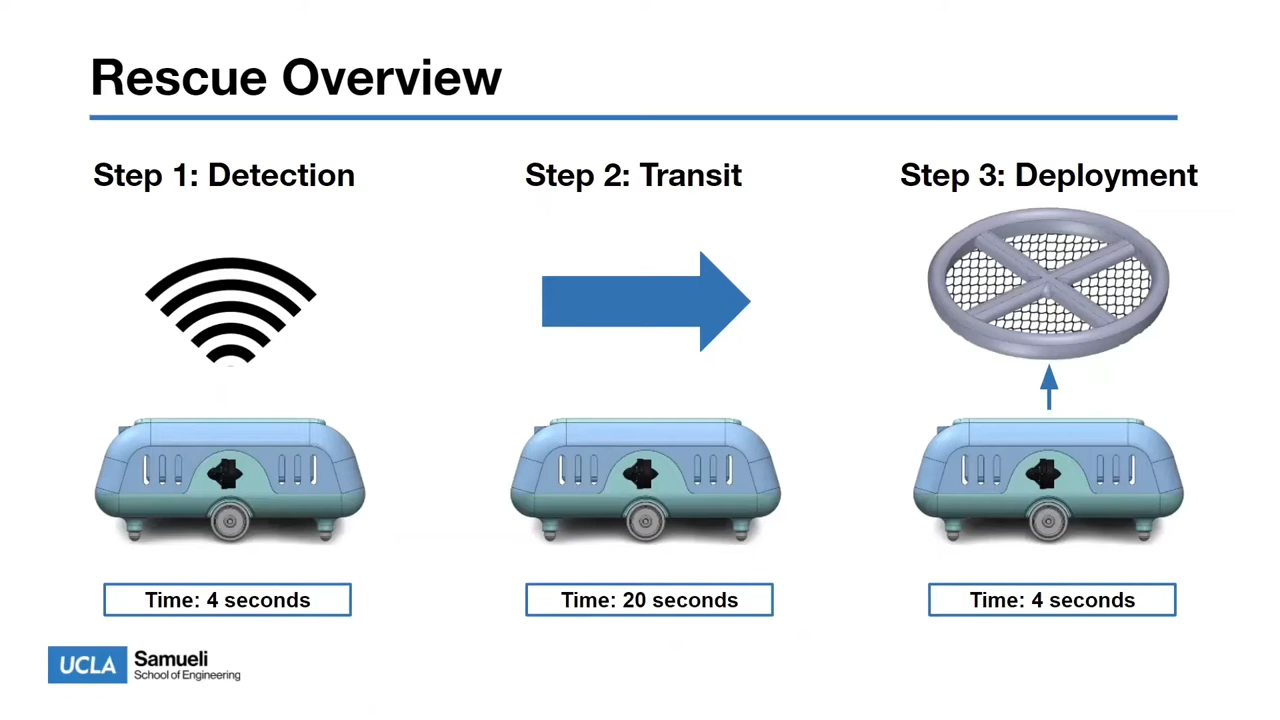 Rescue Overview
Step 1: Detection
Step 2: Transit
Step 3: Deployment
Time: 4 seconds
Time: 20 seconds
Time: 4 seconds
UCLA Samueli
School of Engineering